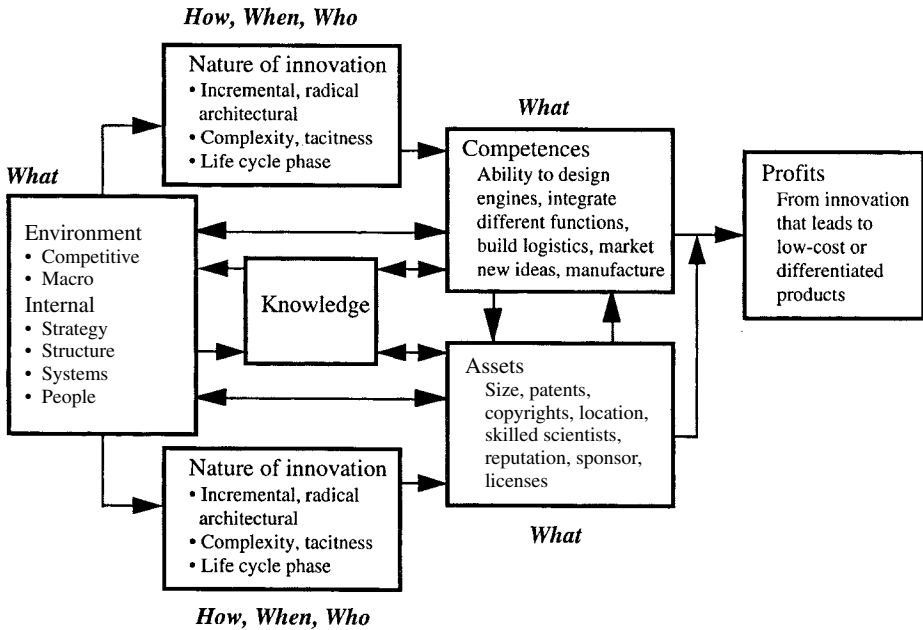 How, When, Who
Nature of innovation
• Incremental, radical
architectural
• Complexity, tacitness
• Life cycle phase
What
Environment
• Competitive
• Macro
Internal
• Strategy
• Structure
• Systems
• People
Knowledge
What
Competences
Ability to design
engines, integrate
different functions,
build logistics, market
new ideas, manufacture
Assets
Size, patents,
copyrights, location,
skilled scientists,
reputation, sponsor,
licenses
What
Profits
From innovation
that leads to
low-cost or
differentiated
products
Nature of innovation
• Incremental, radical
architectural
• Complexity, tacitness
• Life cycle phase
How, When, Who